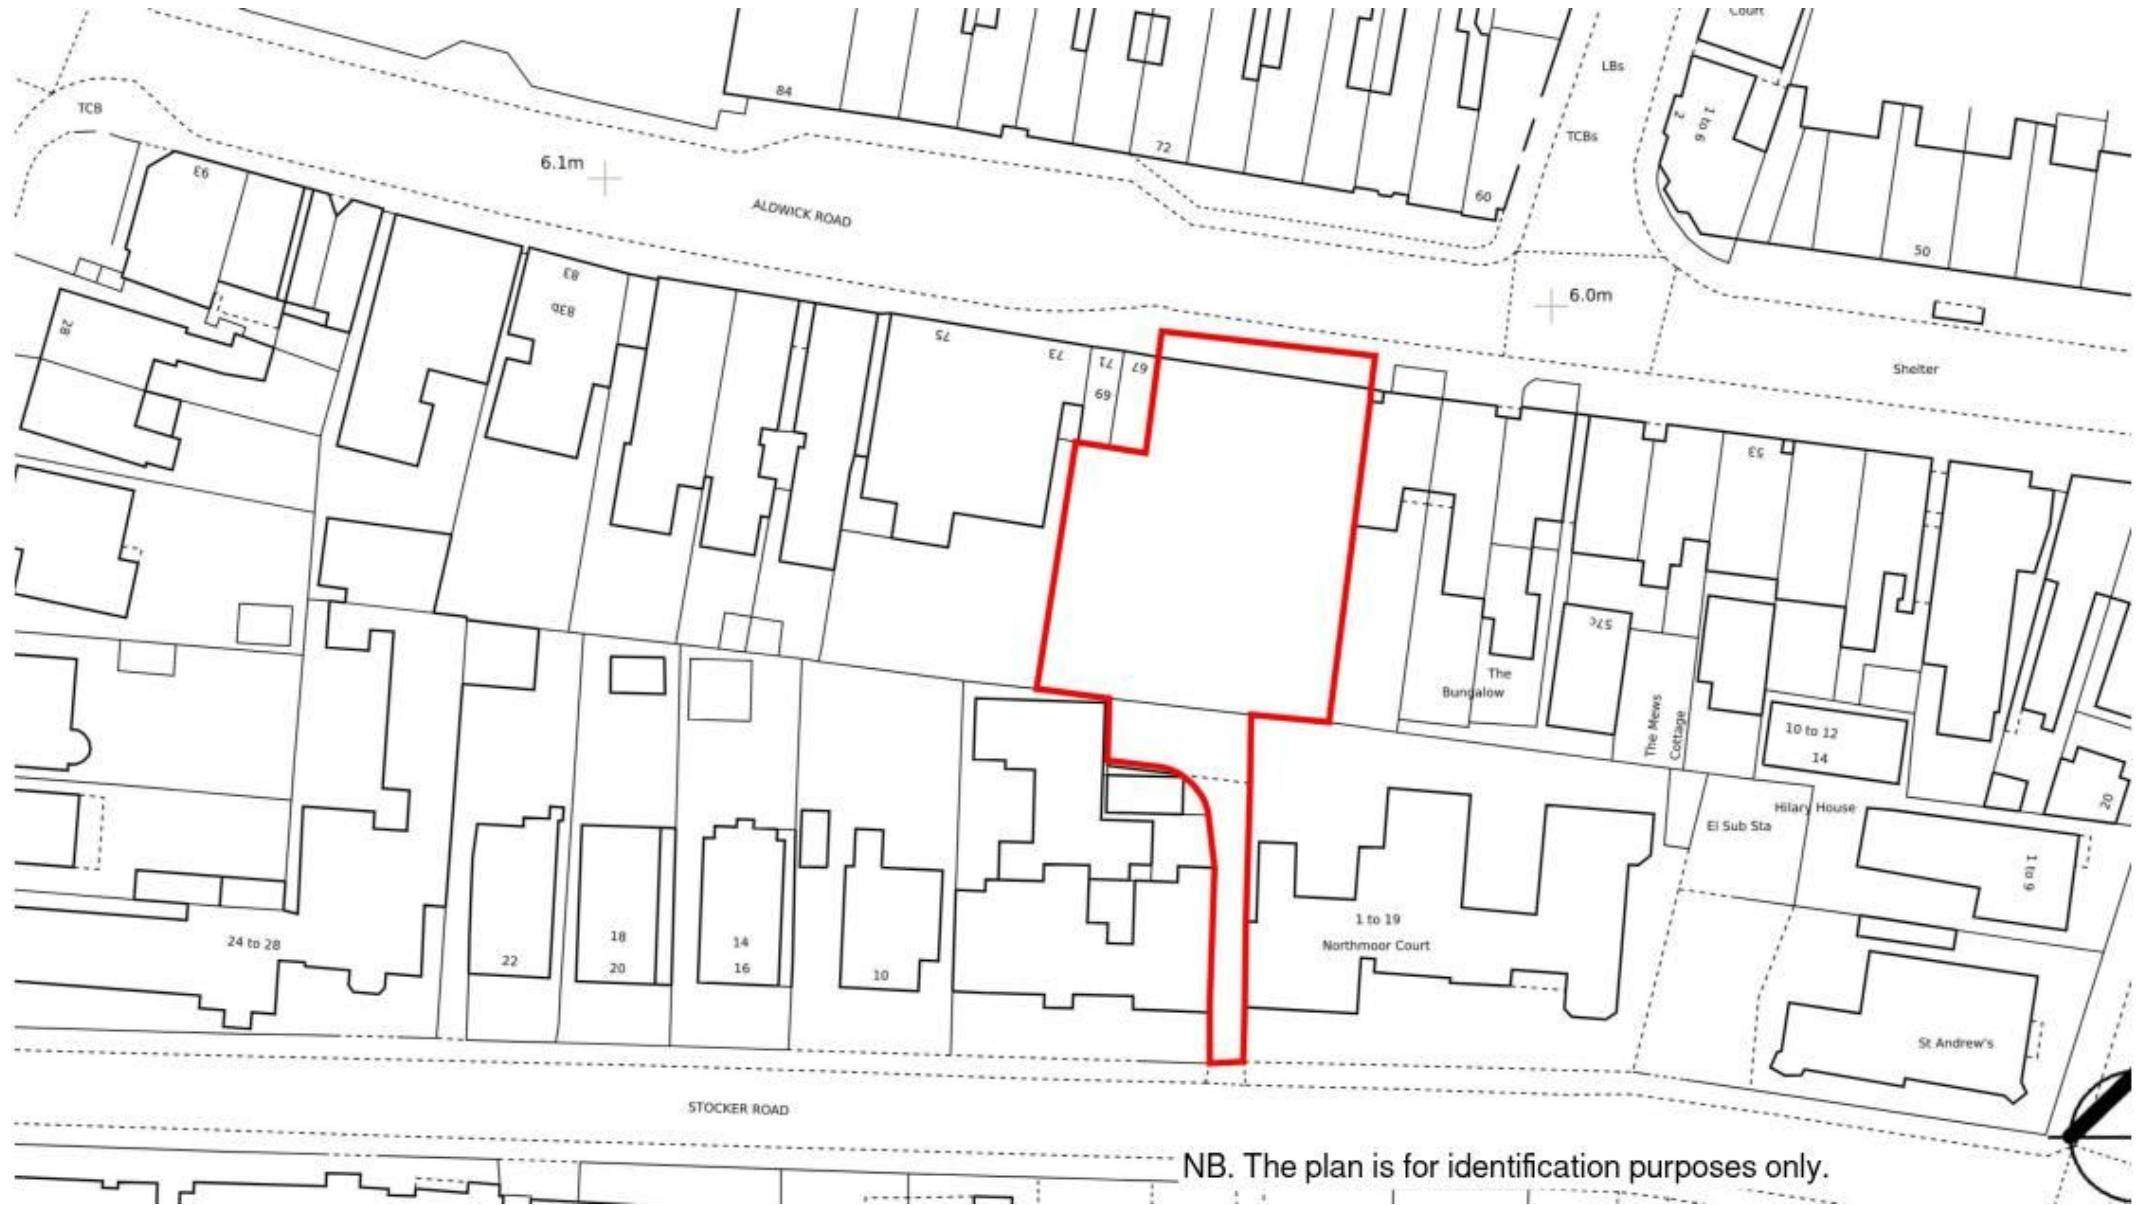 Court
LBs
84
TCB
1 to 6
2
TCBs
72
6.1m
93
60
ALDWICK ROAD
50
83
83b
6.0m
28
75
73
71
67
69
Shelter
53
57c
The
Bungalow
The Mews
Cottage
10 to 12
14
20
Hilary House
El Sub Sta
1 to 9
1 to 19
Northmoor Court
24 to 28
18
14
22
20
16
10
St Andrew's
STOCKER ROAD
NB. The plan is for identification purposes only.